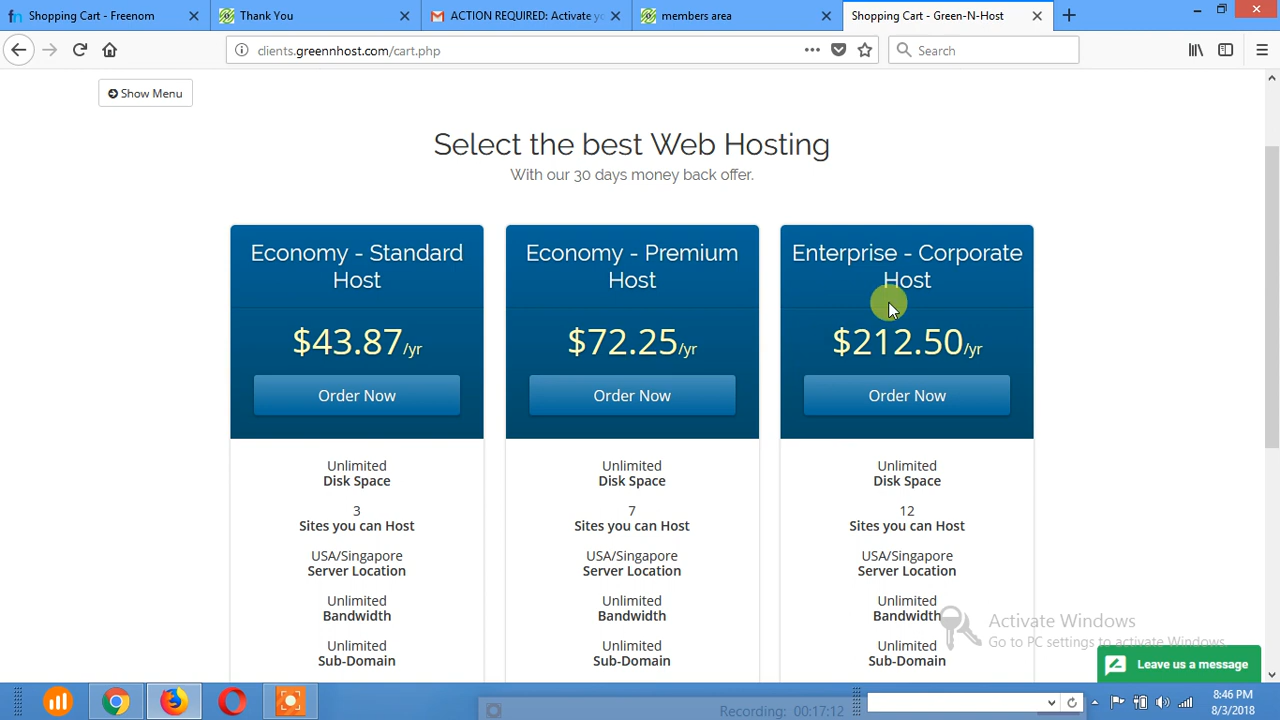 Shopping Cart - Freenom
Thank You
ACTION REQUIRED: Activate yo
members area
Shopping Cart - Green-N-Host
clients.greennhost.com/cart.php
Search
Show Menu
Select the best Web Hosting
With our 30 days money back offer.
Economy - Standard
Host
$43.87/yr
Order Now
Unlimited
Disk Space
3
Sites you can Host
USA/Singapore
Server Location
Unlimited
Bandwidth
Unlimited
Sub-Domain
Economy - Premium
Host
$72.25/yr
Order Now
Unlimited
Disk Space
7
Sites you can Host
USA/Singapore
Server Location
Unlimited
Bandwidth
Unlimited
Sub-Domain
Enterprise - Corporate
Host
$212.50/yr
Order Now
Unlimited
Disk Space
12
Sites you can Host
USA/Singapore
Server Location
Unlimited
Bandwidth
Unlimited
Sub-Domain
Activate Windows
Go to PC settings to activate Windows.
Leave us a message
Recording: 00:17:12
8:46 PM
8/3/2018